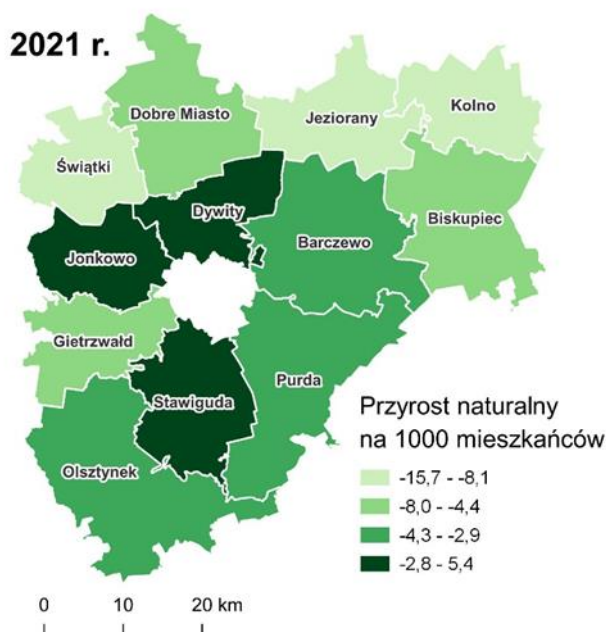 2021 r.
Dobre Miasto
Jeziorany
Kolno
Świątki
Dywity
Biskupiec
Barczewo
Jonkowo
Gietrzwałd
Purda
Stawiguda
Olsztynek
Przyrost naturalny
na 1000 mieszkańców
-15,7 - -8,1
-8,0 - -4,4
-4,3 - -2,9
-2,8 - 5,4
0 10 20 km